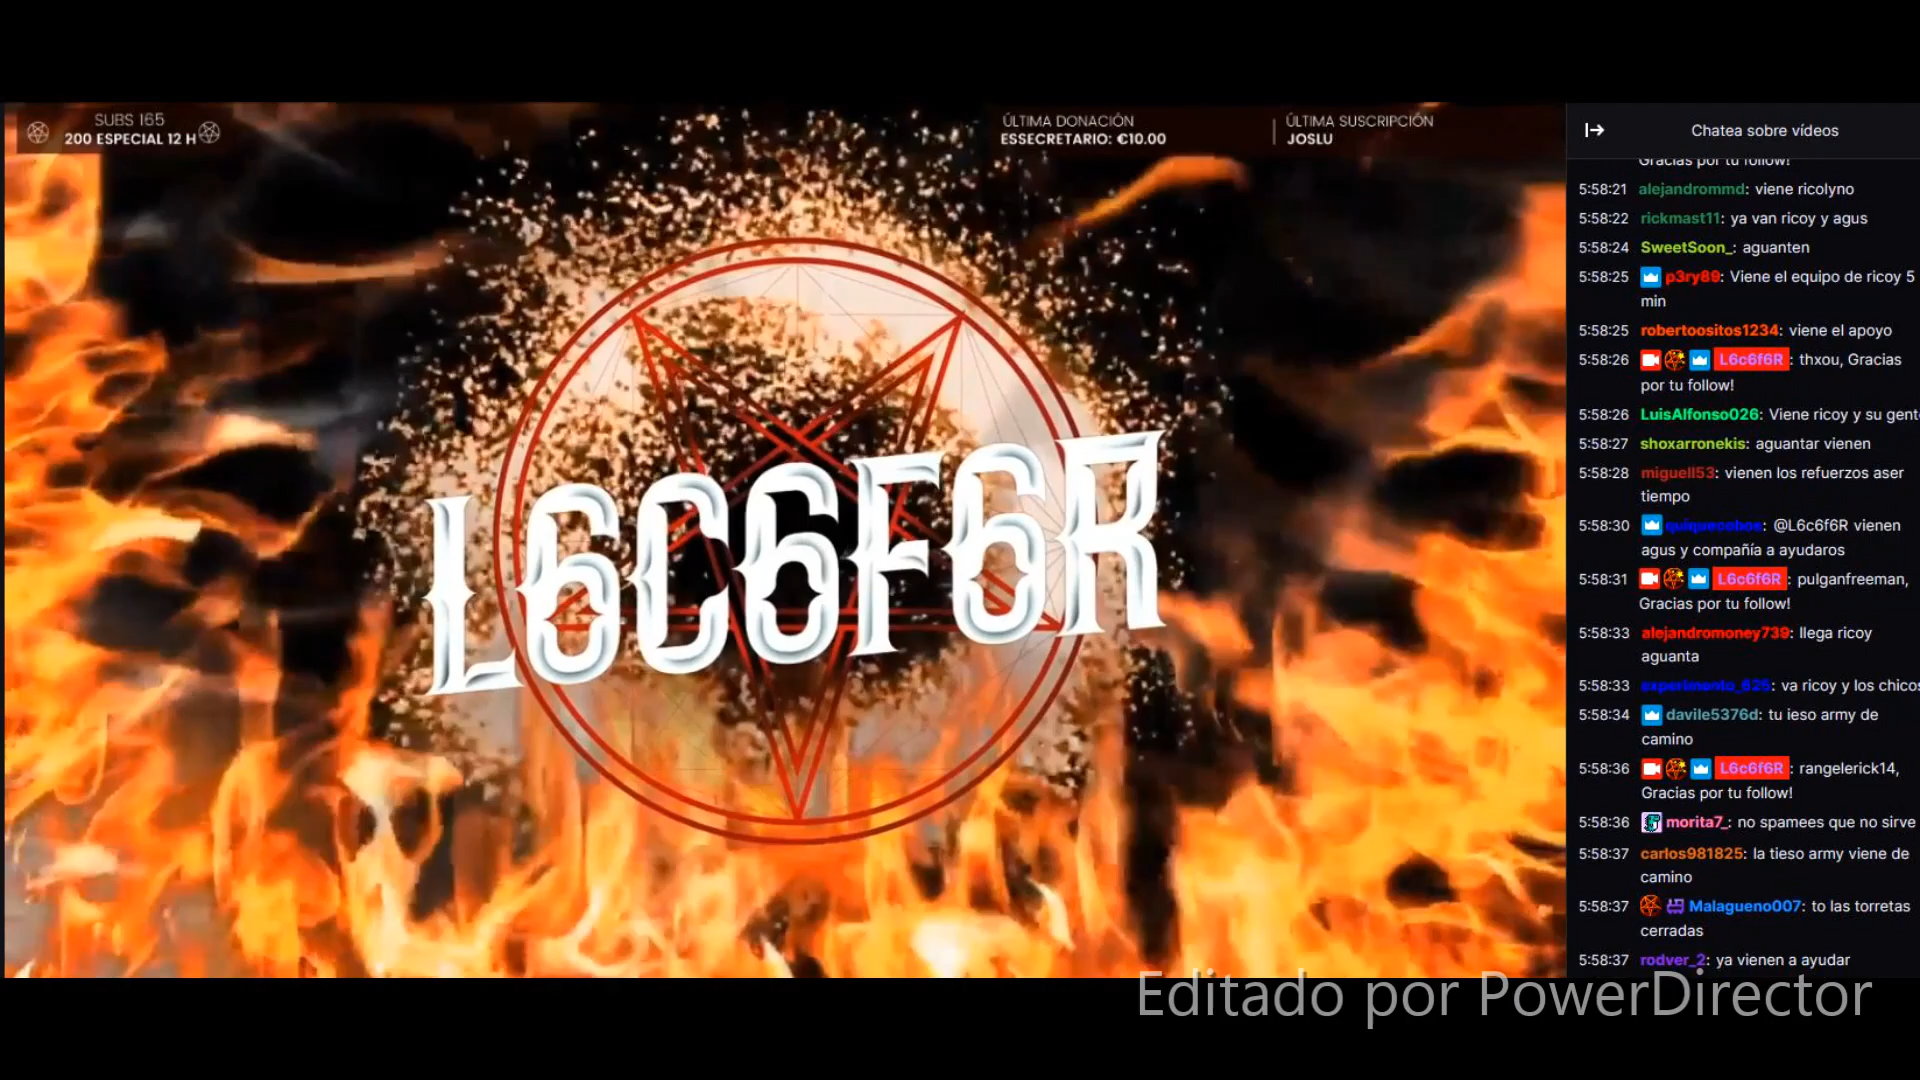 SUBS 165
200 ESPECIAL 12 H
ÚLTIMA DONACIÓN
ESSECRETARIO: €10.00
ÚLTIMA SUSCRIPCIÓN
JOSLU
L6C6F6R
Chatea sobre vídeos
Gracias por tu follow!
5:58:21 alejandrommd: viene ricolyno
5:58:22 rickmast11: ya van ricoy y agus
5:58:24 SweetSoon_: aguanten
5:58:25 p3ry89: Viene el equipo de ricoy 5
min
5:58:25 robertoositos1234: viene el apoyo
5:58:26 L6c6f6R: thxou, Gracias
por tu follow!
5:58:26 LuisAlfonso026: Viene ricoy y su gente
5:58:27 shoxarronekis: aguantar vienen
5:58:28 miguell53: vienen los refuerzos aser
tiempo
5:58:30 quiquecobos: @L6c6f6R vienen
agus y compañía a ayudaros
5:58:31 L6c6f6R: pulganfreeman,
Gracias por tu follow!
5:58:33 alejandromoney739: llega ricoy
aguanta
5:58:33 experimento_625: va ricoy y los chicos
5:58:34 davile5376d: tu ieso army de
camino
5:58:36 L6c6f6R: rangelerick14,
Gracias por tu follow!
5:58:36 morita7_: no spamees que no sirve
5:58:37 carlos981825: la tieso army viene de
camino
5:58:37 Malagueno007: to las torretas
cerradas
5:58:37 rodver_2: ya vienen a ayudar
Editado por PowerDirector